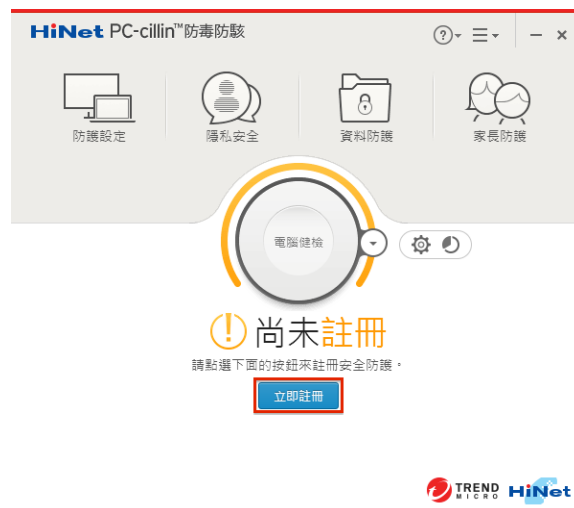 HiNet PC-cillin™防毒防駭
防護設定
隱私安全
資料防護
家長防護
電腦健檢
尚未註冊
請點選下面的按鈕來註冊安全防護。
立即註冊
TREND MICRO HiNet